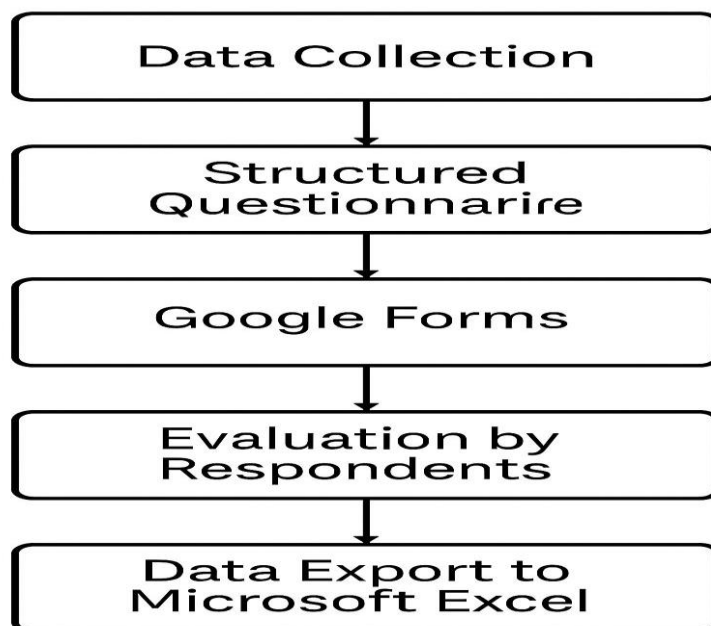 Data Collection
Structured
Questionnarire
Google Forms
Evaluation by
Respondents
Data Export to
Microsoft Excel